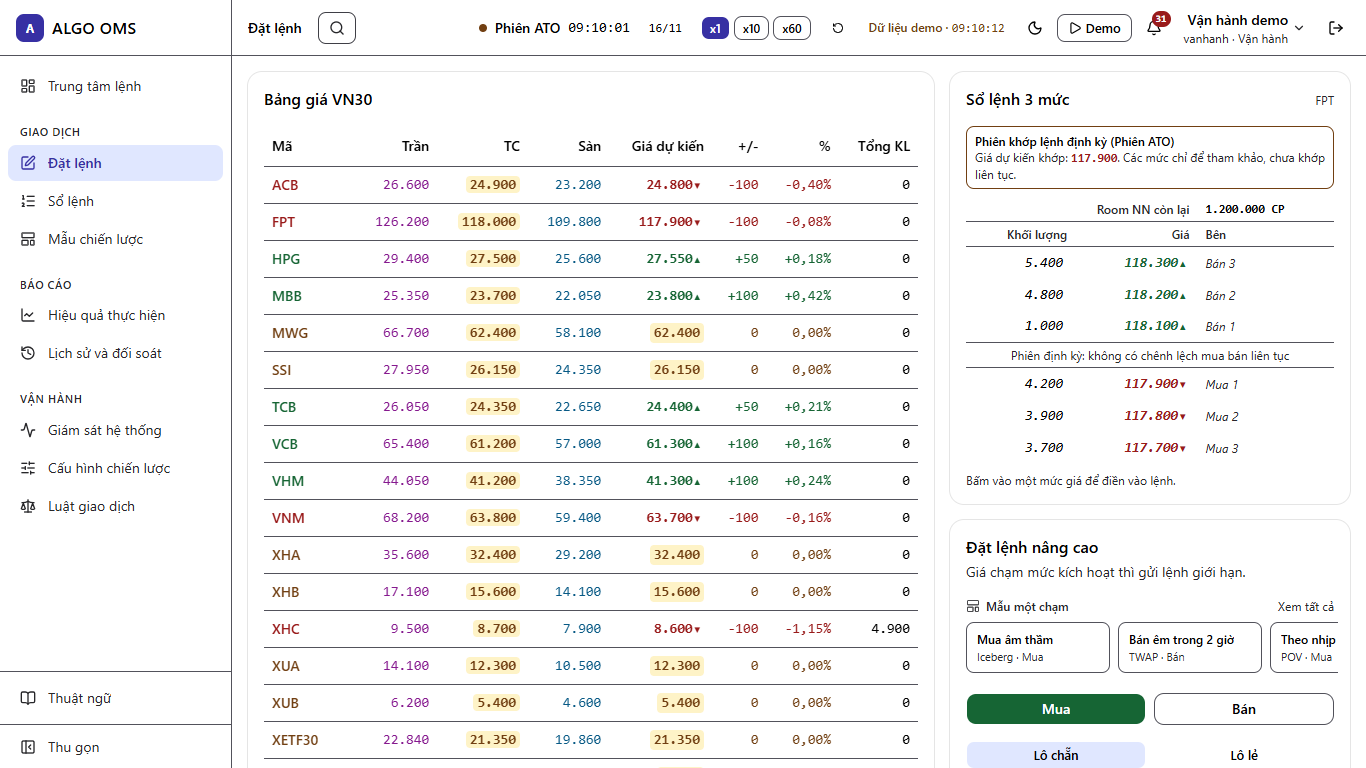 A ALGO OMS
Đặt lệnh
Phiên ATO 09:10:01 16/11 x1 x10 x60 Dữ liệu demo · 09:10:12 Demo 31 Vận hành demo
vanhanh · Vận hành
Trung tâm lệnh
GIAO DỊCH
Đặt lệnh
Sổ lệnh
Mẫu chiến lược
BÁO CÁO
Hiệu quả thực hiện
Lịch sử và đối soát
VẬN HÀNH
Giám sát hệ thống
Cấu hình chiến lược
Luật giao dịch
Thuật ngữ
Thu gọn
Bảng giá VN30
Mã Trần TC Sàn Giá dự kiến +/- % Tổng KL
ACB 26.600 24.900 23.200 24.800▼ -100 -0,40% 0
FPT 126.200 118.000 109.800 117.900▼ -100 -0,08% 0
HPG 29.400 27.500 25.600 27.550▲ +50 +0,18% 0
MBB 25.350 23.700 22.050 23.800▲ +100 +0,42% 0
MWG 66.700 62.400 58.100 62.400 0 0,00% 0
SSI 27.950 26.150 24.350 26.150 0 0,00% 0
TCB 26.050 24.350 22.650 24.400▲ +50 +0,21% 0
VCB 65.400 61.200 57.000 61.300▲ +100 +0,16% 0
VHM 44.050 41.200 38.350 41.300▲ +100 +0,24% 0
VNM 68.200 63.800 59.400 63.700▼ -100 -0,16% 0
XHA 35.600 32.400 29.200 32.400 0 0,00% 0
XHB 17.100 15.600 14.100 15.600 0 0,00% 0
XHC 9.500 8.700 7.900 8.600▼ -100 -1,15% 4.900
XUA 14.100 12.300 10.500 12.300 0 0,00% 0
XUB 6.200 5.400 4.600 5.400 0 0,00% 0
XETF30 22.840 21.350 19.860 21.350 0 0,00% 0
Sổ lệnh 3 mức FPT
Phiên khớp lệnh định kỳ (Phiên ATO)
Giá dự kiến khớp: 117.900. Các mức chỉ để tham khảo, chưa khớp
liên tục.
Room NN còn lại 1.200.000 CP
Khối lượng Giá Bên
5.400 118.300▲ Bán 3
4.800 118.200▲ Bán 2
1.000 118.100▲ Bán 1
Phiên định kỳ: không có chênh lệch mua bán liên tục
4.200 117.900▼ Mua 1
3.900 117.800▼ Mua 2
3.700 117.700▼ Mua 3
Bấm vào một mức giá để điền vào lệnh.
Đặt lệnh nâng cao
Giá chạm mức kích hoạt thì gửi lệnh giới hạn.
Mẫu một chạm Xem tất cả
Mua âm thầm Bán êm trong 2 giờ Theo nhịp
Iceberg · Mua TWAP · Bán POV · Mua
Mua Bán
Lô chẵn Lô lẻ